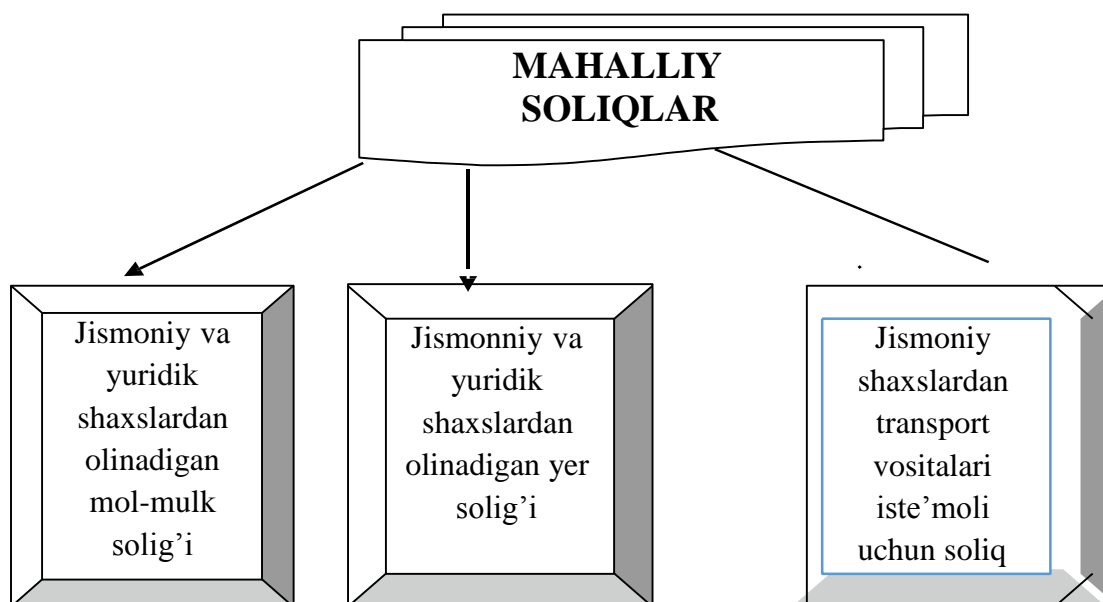 MAHALLIY
SOLIQLAR
Jismoniy va
yuridik
shaxslardan
olinadigan
mol-mulk
solig’i
Jismonniy va
yuridik
shaxslardan
olinadigan yer
solig’i
Jismoniy
shaxslardan
transport
vositalari
iste’moli
uchun soliq